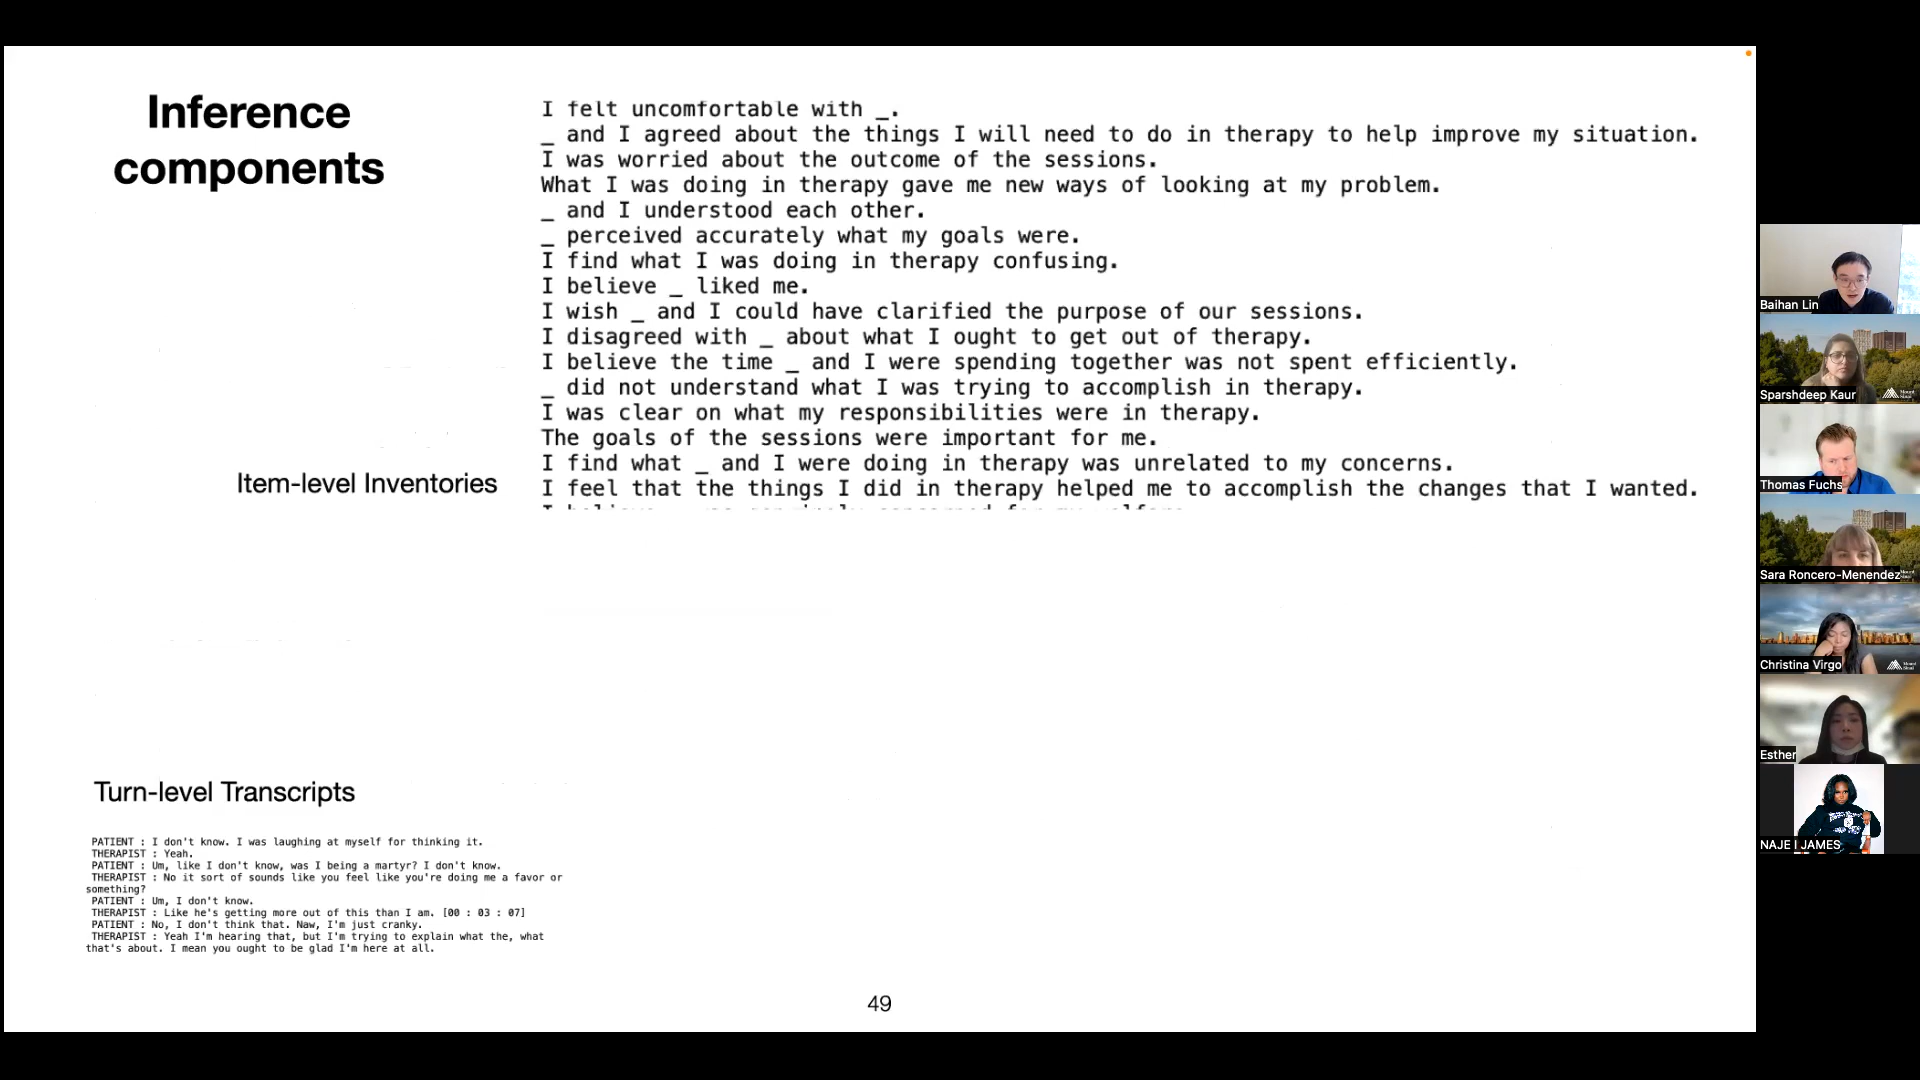 Inference
components
I felt uncomfortable with _.
_ and I agreed about the things I will need to do in therapy to help improve my situation.
I was worried about the outcome of the sessions.
What I was doing in therapy gave me new ways of looking at my problem.
_ and I understood each other.
_ perceived accurately what my goals were.
I find what I was doing in therapy confusing.
I believe _ liked me.
I wish _ and I could have clarified the purpose of our sessions.
I disagreed with _ about what I ought to get out of therapy.
I believe the time _ and I were spending together was not spent efficiently.
_ did not understand what I was trying to accomplish in therapy.
I was clear on what my responsibilities were in therapy.
The goals of the sessions were important for me.
I find what _ and I were doing in therapy was unrelated to my concerns.
I feel that the things I did in therapy helped me to accomplish the changes that I wanted.
Item-level Inventories
Turn-level Transcripts
PATIENT : I don't know. I was laughing at myself for thinking it.
THERAPIST : Yeah.
PATIENT : Um, like I don't know, was I being a martyr? I don't know.
THERAPIST : No it sort of sounds like you feel like you're doing me a favor or
something?
PATIENT : Um, I don't know.
THERAPIST : Like he's getting more out of this than I am. [00 : 03 : 07]
PATIENT : No, I don't think that. Naw, I'm just cranky.
THERAPIST : Yeah I'm hearing that, but I'm trying to explain what the, what
that's about. I mean you ought to be glad I'm here at all.
49
Baihan Lin
Sparshdeep Kaur
Thomas Fuchs
Sara Roncero-Menendez
Christina Virgo
Esther
NAJE I JAMES